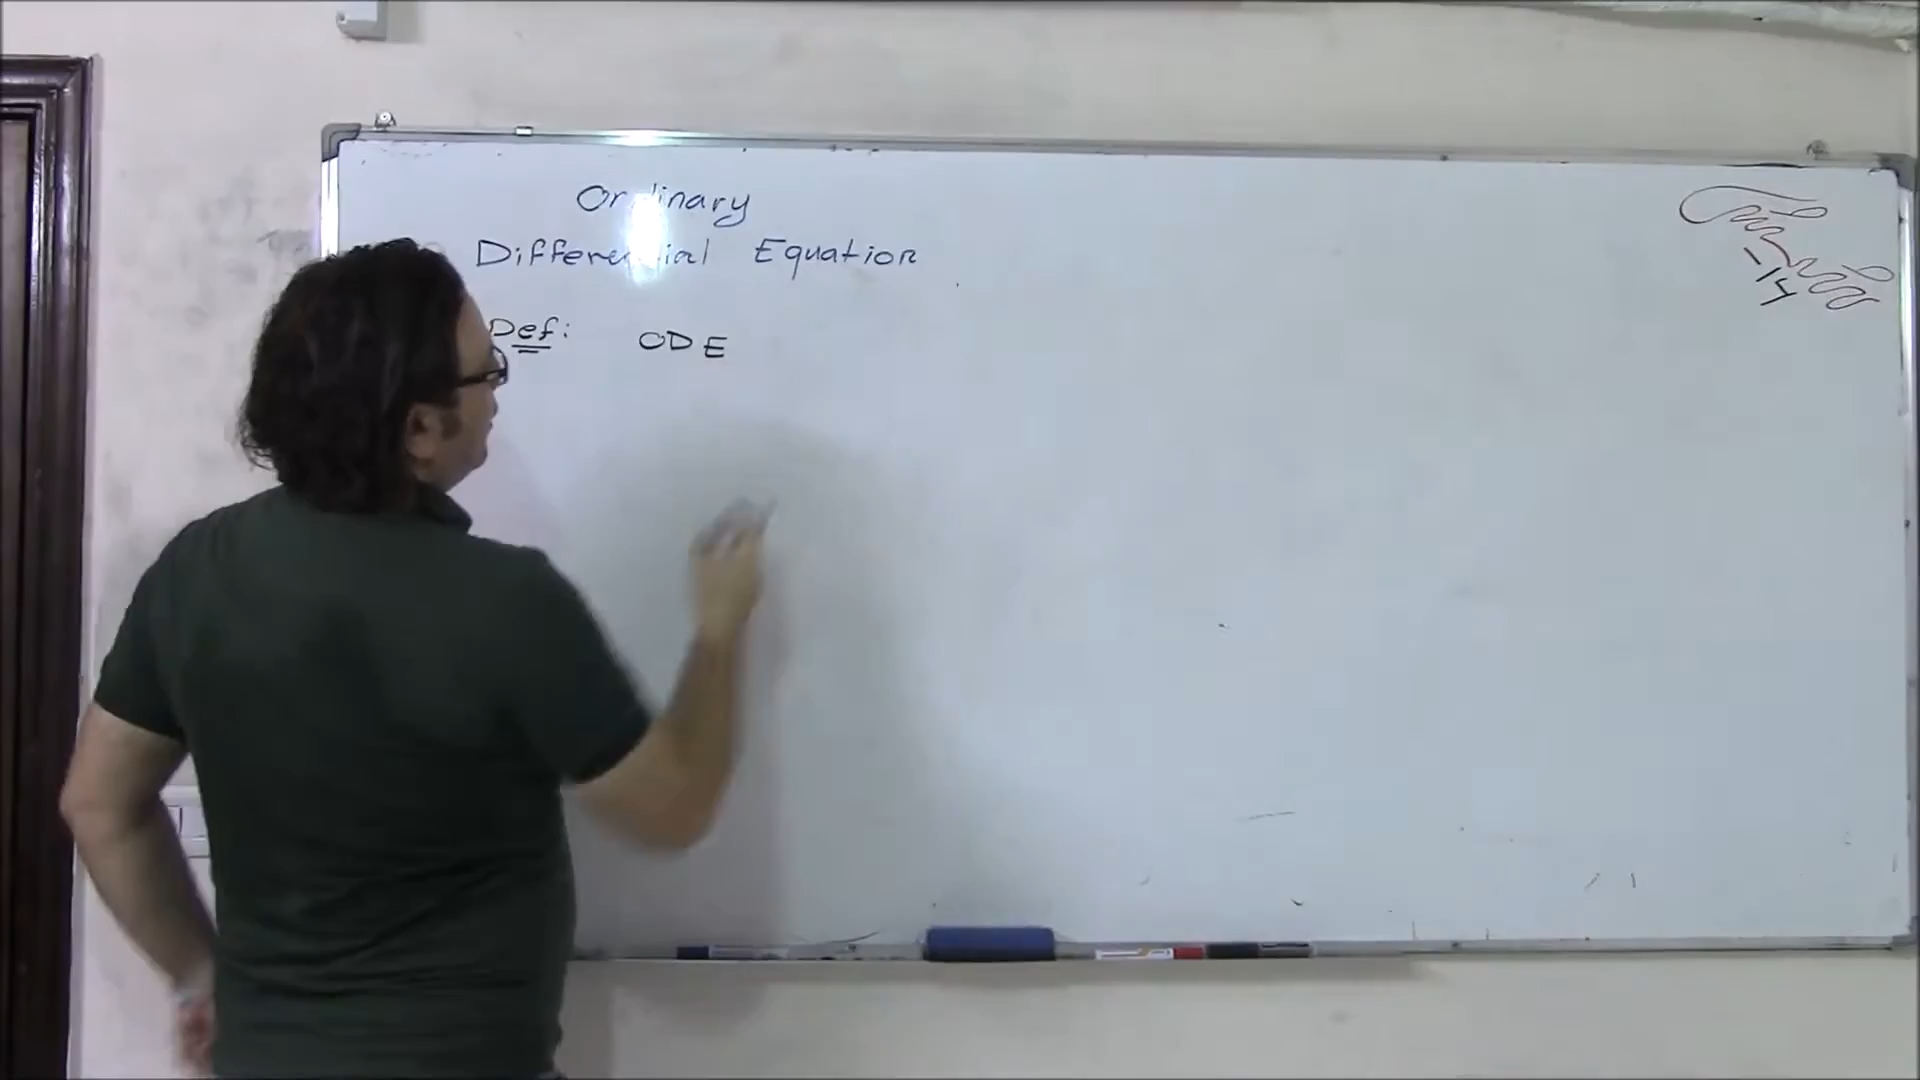 Ordinary
Differential Equation
Def: ODE